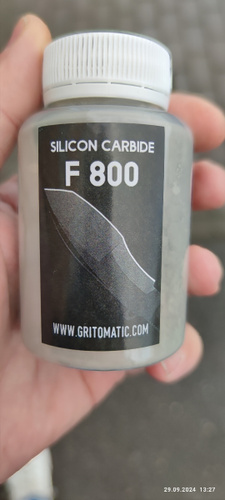 SILICON CARBIDE
F 800
WWW.GRITOMATIC.COM
29.09.2024 13:27